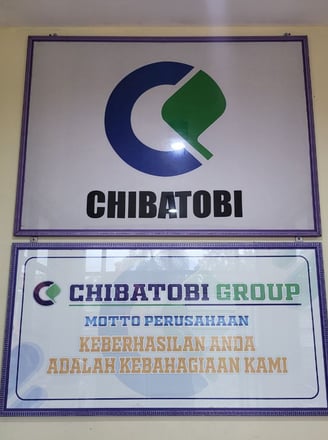 CHIBATOBI
CHIBATOBI GROUP
MOTTO PERUSAHAAN
KEBERHASILAN ANDA
ADALAH KEBAHAGIAAN KAMI